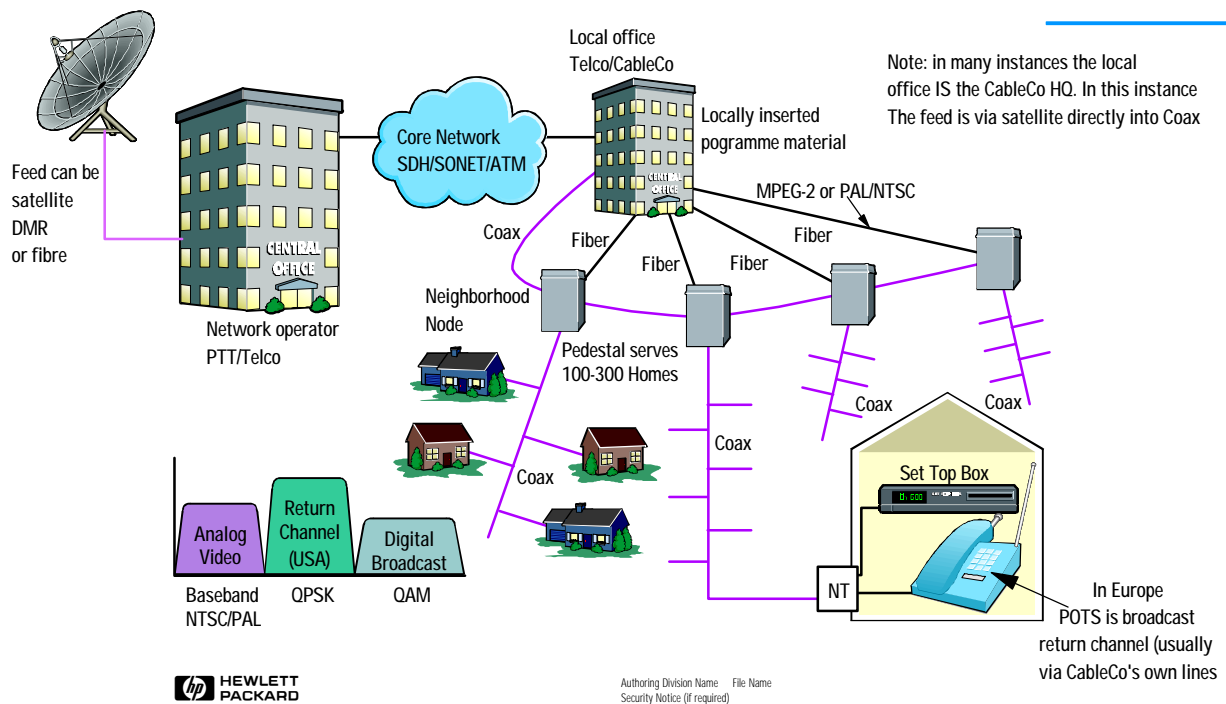 Local office
Telco/CableCo
Note: in many instances the local
office IS the CableCo HQ. In this instance
The feed is via satellite directly into Coax
Core Network
SDH/SONET/ATM
Locally inserted
pogramme material
Feed can be
satellite
DMR
or fibre
CENTRAL
OFFICE
CENTRAL
OFFICE
MPEG-2 or PAL/NTSC
Coax
Fiber
Fiber
Fiber
Fiber
Network operator
PTT/Telco
Neighborhood
Node
Pedestal serves
100-300 Homes
Coax
Coax
Coax
Coax
Set Top Box
NT
In Europe
POTS is broadcast
return channel (usually
via CableCo's own lines
Analog
Video
Return
Channel
(USA)
Digital
Broadcast
Baseband
NTSC/PAL
QPSK
QAM
hp HEWLETT
PACKARD
Authoring Division Name File Name
Security Notice (if required)